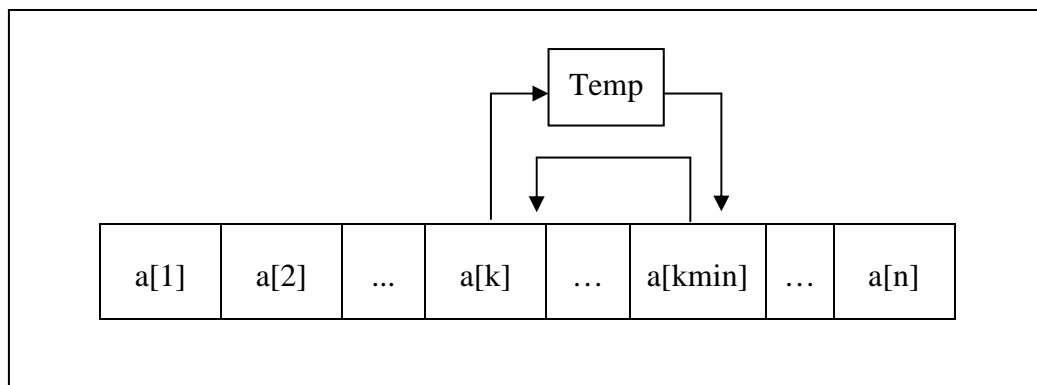 Temp
a[1] a[2] ... a[k] … a[kmin] … a[n]